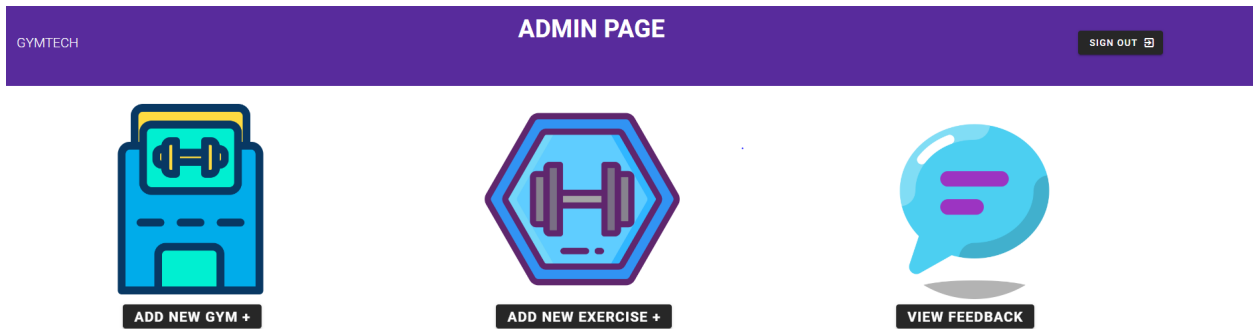 ADMIN PAGE
GYMTECH
SIGN OUT
ADD NEW GYM +
ADD NEW EXERCISE +
VIEW FEEDBACK